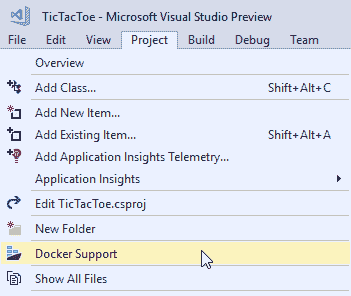 TicTacToe - Microsoft Visual Studio Preview
File Edit View Project Build Debug Team
Overview
Add Class... Shift+Alt+C
Add New Item...
Add Existing Item... Shift+Alt+A
Add Application Insights Telemetry...
Application Insights
Edit TicTacToe.csproj
New Folder
Docker Support
Show All Files